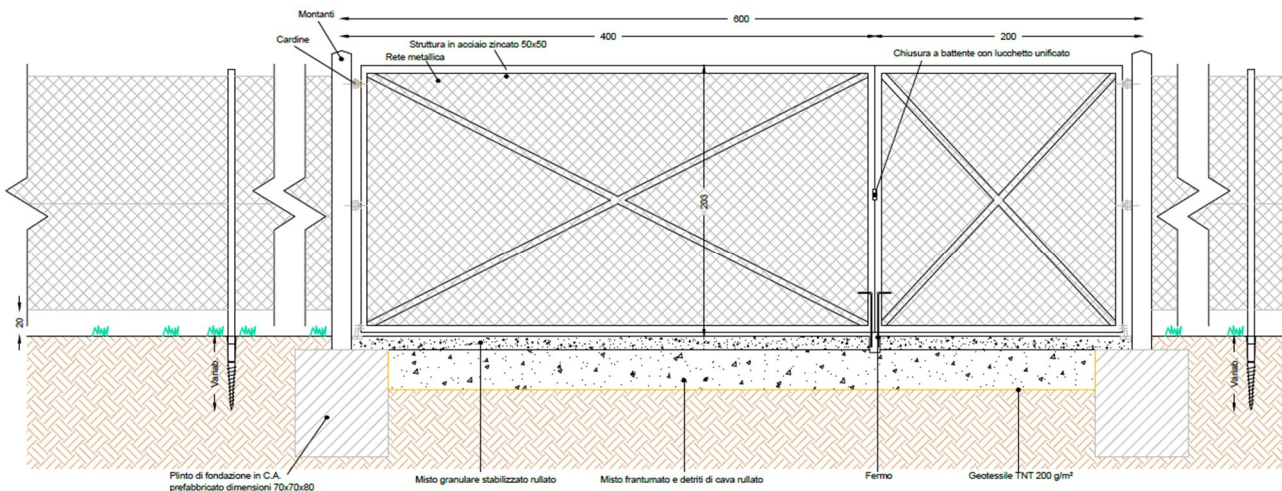 Montanti
600
400
200
Cardine
Struttura in acciaio zincato 50x50
Rete metallica
Chiusura a battente con lucchetto unificato
203
20
Variab.
Variab.
Plinto di fondazione in C.A.
prefabbricato dimensioni 70x70x80
Misto granulare stabilizzato rullato
Misto frantumato e detriti di cava rullato
Fermo
Geotessile TNT 200 g/m²